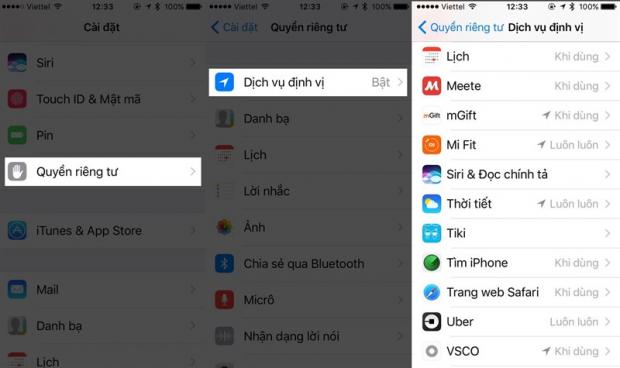 Viettel 12:33 100%
Cài đặt
Siri
Touch ID & Mật mã
Pin
Quyền riêng tư
iTunes & App Store
Mail
Danh bạ
Lịch
Viettel 12:33 100%
Cài đặt Quyền riêng tư
Dịch vụ định vị Bật
Danh bạ
Lịch
Lời nhắc
Ảnh
Chia sẻ qua Bluetooth
Micrô
Nhận dạng lời nói
Viettel 12:33 100%
Quyền riêng tư Dịch vụ định vị
Lịch Khi dùng
Meete Khi dùng
mGift mGift Khi dùng
Mi Fit Luôn luôn
Siri & Đọc chính tả
Thời tiết Luôn luôn
Tiki
Tìm iPhone Khi dùng
Trang web Safari Khi dùng
Uber Luôn luôn
VSCO Khi dùng